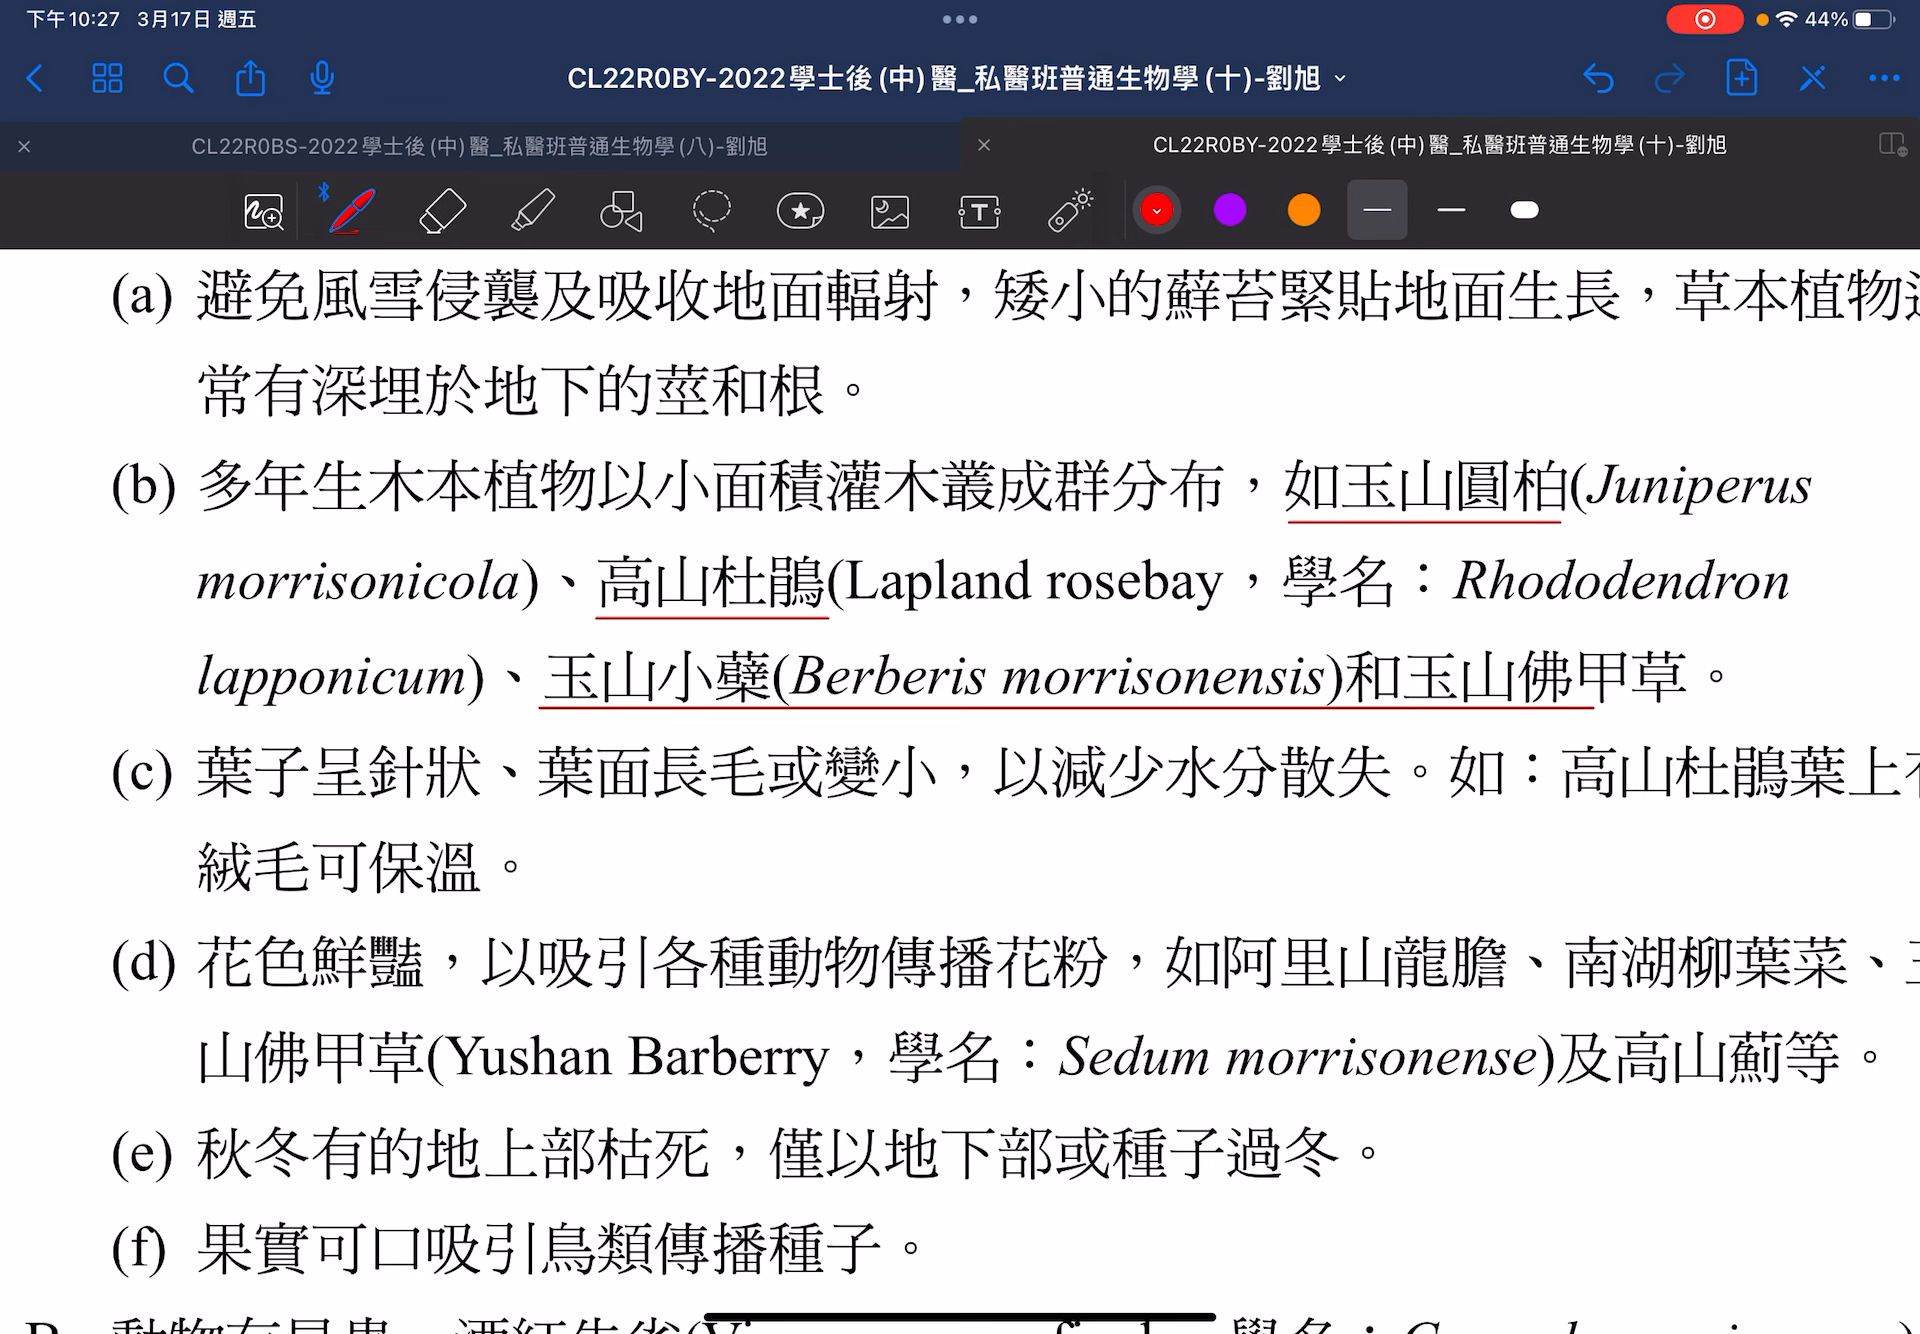 下午10:27 3月17日 週五
44%
CL22R0BY-2022學士後(中)醫_私醫班普通生物學(十)-劉旭
CL22R0BS-2022學士後(中)醫_私醫班普通生物學(八)-劉旭
CL22R0BY-2022學士後(中)醫_私醫班普通生物學(十)-劉旭
(a) 避免風雪侵襲及吸收地面輻射，矮小的蘚苔緊貼地面生長，草本植物
常有深埋於地下的莖和根。
(b) 多年生木本植物以小面積灌木叢成群分布，如玉山圓柏(Juniperus
morrisonicola)、高山杜鵑(Lapland rosebay，學名：Rhododendron
lapponicum)、玉山小蘗(Berberis morrisonensis)和玉山佛甲草。
(c) 葉子呈針狀、葉面長毛或變小，以減少水分散失。如：高山杜鵑葉上
絨毛可保溫。
(d) 花色鮮豔，以吸引各種動物傳播花粉，如阿里山龍膽、南湖柳葉菜、
山佛甲草(Yushan Barberry，學名：Sedum morrisonense)及高山薊等。
(e) 秋冬有的地上部枯死，僅以地下部或種子過冬。
(f) 果實可口吸引鳥類傳播種子。